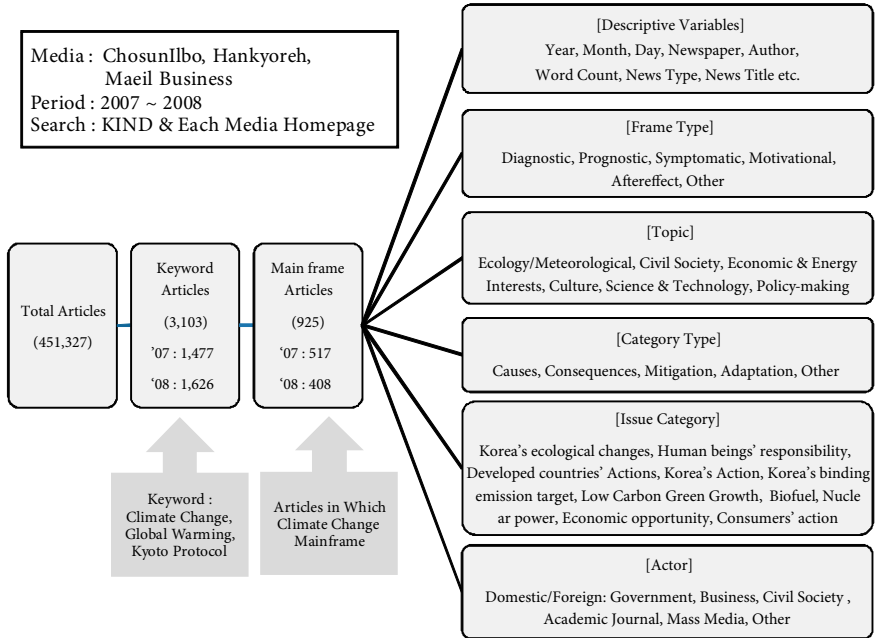 Media : ChosunIlbo, Hankyoreh,
Maeil Business
Period : 2007 ~ 2008
Search : KIND & Each Media Homepage
Total Articles
(451,327)
Keyword
Articles
(3,103)
'07 : 1,477
‘08 : 1,626
Main frame
Articles
(925)
‘07 : 517
‘08 : 408
Keyword :
Climate Change,
Global Warming,
Kyoto Protocol
Articles in Which
Climate Change
Mainframe
[Descriptive Variables]
Year, Month, Day, Newspaper, Author,
Word Count, News Type, News Title etc.
[Frame Type]
Diagnostic, Prognostic, Symptomatic, Motivational,
Aftereffect, Other
[Topic]
Ecology/Meteorological, Civil Society, Economic & Energy
Interests, Culture, Science & Technology, Policy-making
[Category Type]
Causes, Consequences, Mitigation, Adaptation, Other
[Issue Category]
Korea’s ecological changes, Human beings’ responsibility,
Developed countries’ Actions, Korea’s Action, Korea’s binding
emission target, Low Carbon Green Growth, Biofuel, Nucle
ar power, Economic opportunity, Consumers’ action
[Actor]
Domestic/Foreign: Government, Business, Civil Society ,
Academic Journal, Mass Media, Other